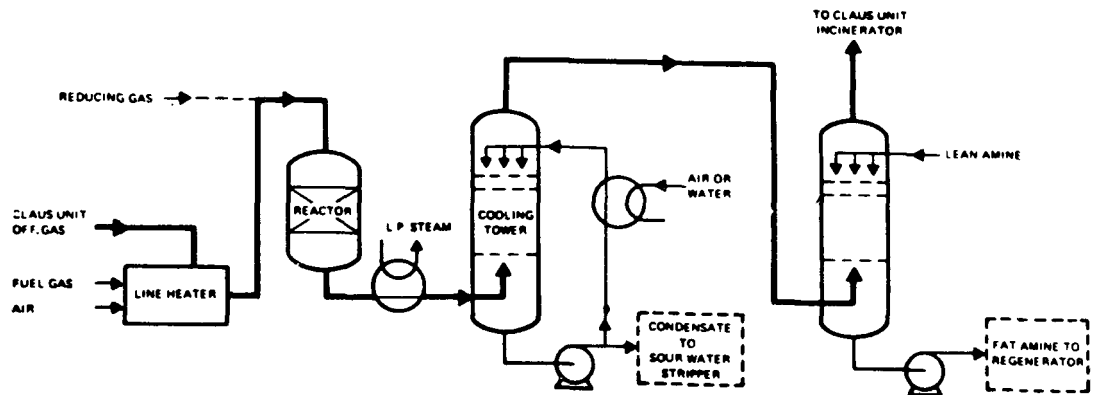 TO CLAUS UNIT
INCINERATOR
REDUCING GAS
LEAN AMINE
AIR OR
WATER
REACTOR
COOLING
TOWER
CLAUS UNIT
OFF. GAS
L.P. STEAM
FUEL GAS
LINE HEATER
AIR
CONDENSATE
TO
SOUR WATER
STRIPPER
FAT AMINE TO
REGENERATOR